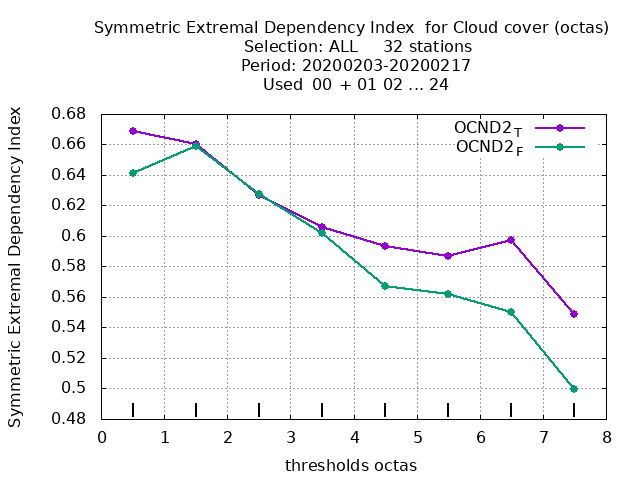 Symmetric Extremal Dependency Index  for Cloud cover (octas)
Selection: ALL     32 stations
Period: 20200203-20200217
Used  00  + 01 02 ... 24
Symmetric Extremal Dependency Index
0.68
0.66
0.64
0.62
0.6
0.58
0.56
0.54
0.52
0.5
0.48
OCND2T
OCND2F
0 1 2 3 4 5 6 7 8
thresholds octas